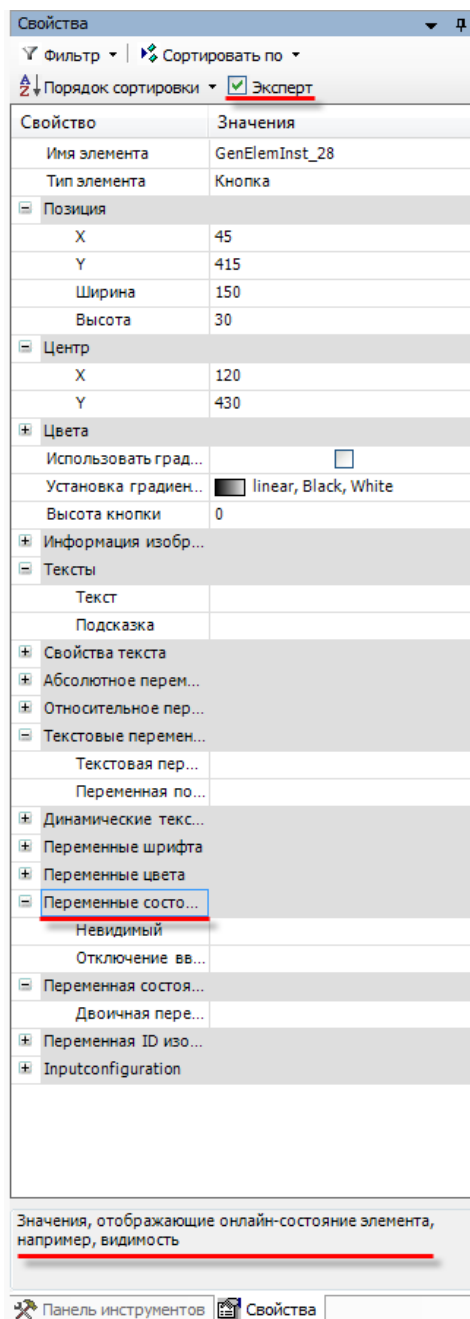 Свойства
Фильтр Сортировать по
Порядок сортировки Эксперт
Свойство Значения
Имя элемента GenElemInst_28
Тип элемента Кнопка
Позиция
X 45
Y 415
Ширина 150
Высота 30
Центр
X 120
Y 430
Цвета
Использовать град...
Установка градиен... linear, Black, White
Высота кнопки 0
Информация изобр...
Тексты
Текст
Подсказка
Свойства текста
Абсолютное перем...
Относительное пер...
Текстовые перемен...
Текстовая пер...
Переменная по...
Динамические текс...
Переменные шрифта
Переменные цвета
Переменные состо...
Невидимый
Отключение вв...
Переменная состоя...
Двоичная пере...
Переменная ID изо...
Inputconfiguration
Значения, отображающие онлайн-состояние элемента,
например, видимость
Панель инструментов Свойства